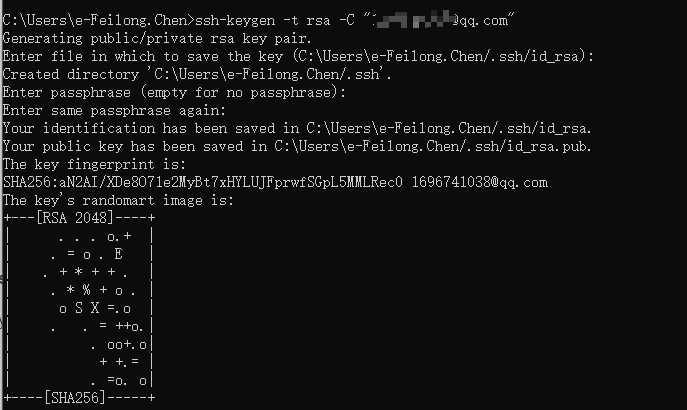 C:\Users\e-Feilong.Chen>ssh-keygen -t rsa -C "@qq.com"
Generating public/private rsa key pair.
Enter file in which to save the key (C:\Users\e-Feilong.Chen/.ssh/id_rsa):
Created directory 'C:\Users\e-Feilong.Chen/.ssh'.
Enter passphrase (empty for no passphrase):
Enter same passphrase again:
Your identification has been saved in C:\Users\e-Feilong.Chen/.ssh/id_rsa.
Your public key has been saved in C:\Users\e-Feilong.Chen/.ssh/id_rsa.pub.
The key fingerprint is:
SHA256:aN2AI/XDe8O71e2MyBt7xHYLUJFprwfSGpL5MMLRec0 1696741038@qq.com
The key's randomart image is:
+---[RSA 2048]----+
|      . . . o.+  |
|     . = o . E   |
|    . + * + + .  |
|     . * % + o . |
|      o S X =.o  |
|     .   . = ++o.|
|          . oo+.o|
|           + +.= |
|          . =o. o|
+----[SHA256]-----+